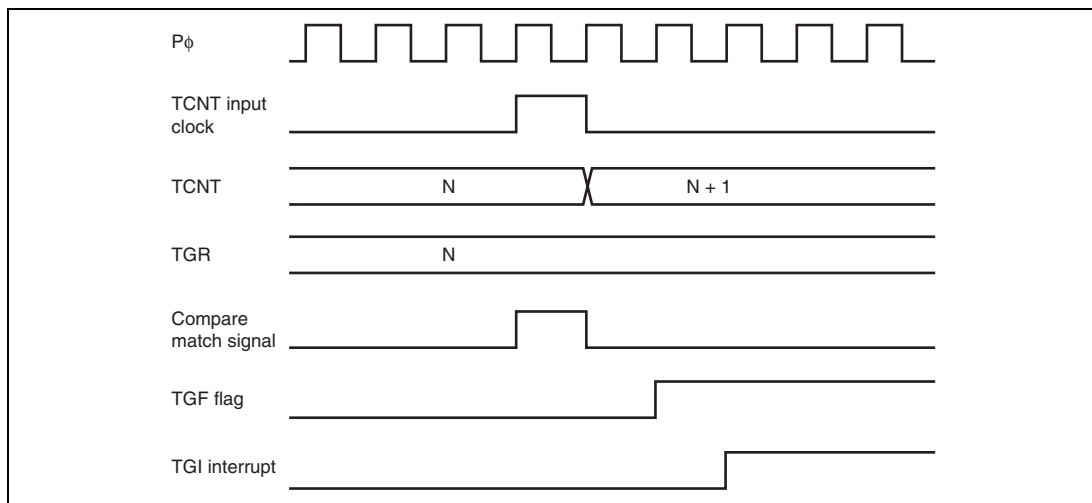 Pϕ
TCNT input
clock
TCNT
N
N + 1
TGR
N
Compare
match signal
TGF flag
TGI interrupt